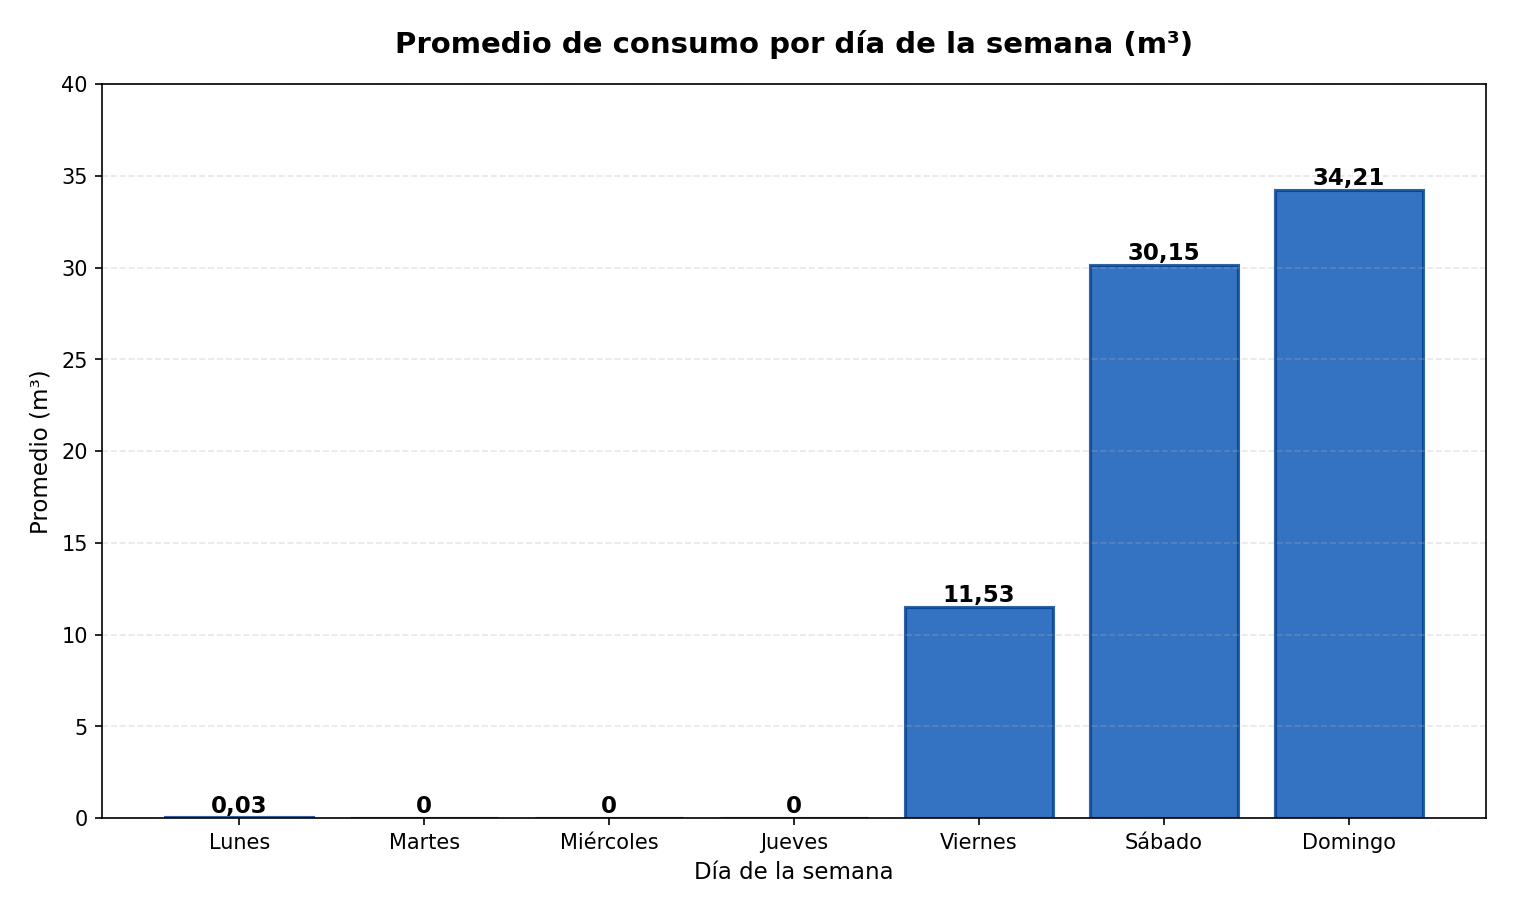 Promedio de consumo por día de la semana (m³)
Promedio (m³)
40
35
30
25
20
15
10
5
0
0,03
0
0
0
11,53
30,15
34,21
Lunes
Martes
Miércoles
Jueves
Viernes
Sábado
Domingo
Día de la semana